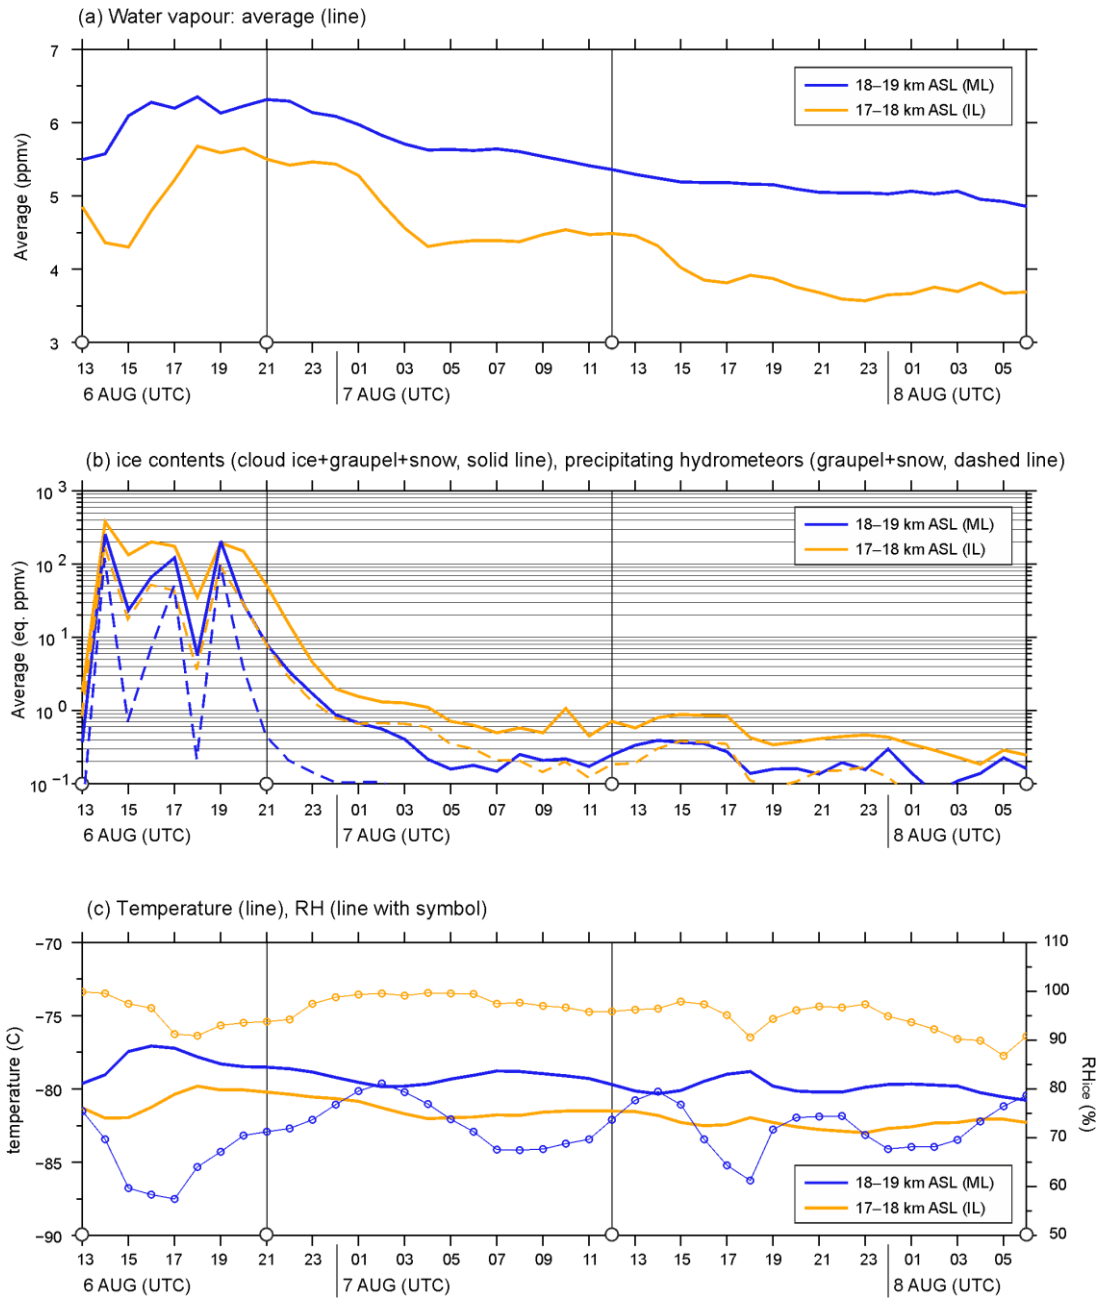 (a) Water vapour: average (line)
7
6
5
4
3
Average (ppmv)
18–19 km ASL (ML)
17–18 km ASL (IL)
13 15 17 19 21 23 01 03 05 07 09 11 13 15 17 19 21 23 01 03 05
6 AUG (UTC) 7 AUG (UTC) 8 AUG (UTC)
(b) ice contents (cloud ice+graupel+snow, solid line), precipitating hydrometeors (graupel+snow, dashed line)
10 3
10 2
10 1
10 0
10 −1
Average (eq. ppmv)
18–19 km ASL (ML)
17–18 km ASL (IL)
13 15 17 19 21 23 01 03 05 07 09 11 13 15 17 19 21 23 01 03 05
6 AUG (UTC) 7 AUG (UTC) 8 AUG (UTC)
(c) Temperature (line), RH (line with symbol)
−70
−75
−80
−85
−90
temperature (C)
110
100
90
80
70
60
50
RHice (%)
18–19 km ASL (ML)
17–18 km ASL (IL)
13 15 17 19 21 23 01 03 05 07 09 11 13 15 17 19 21 23 01 03 05
6 AUG (UTC) 7 AUG (UTC) 8 AUG (UTC)